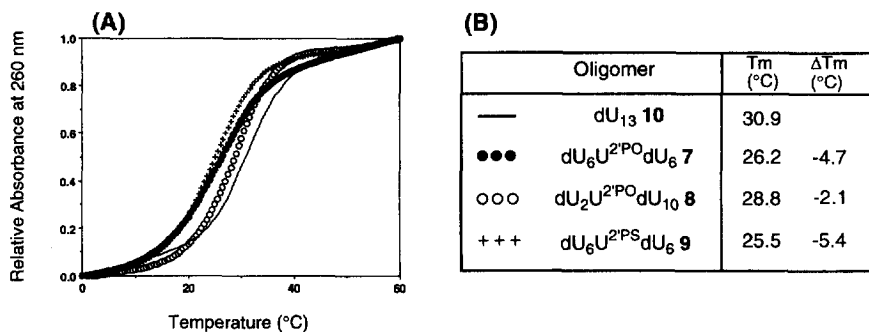 (A)
Relative Absorbance at 260 nm
1.0
0.8
0.6
0.4
0.2
0.0
0
20
40
60
Temperature (°C)
(B)
Oligomer Tm (°C) ΔTm (°C)
— dU₁₃ 10 30.9
●●● dU₆U²'ᴾᴼdU₆ 7 26.2 -4.7
○○○ dU₂U²'ᴾᴼdU₁₀ 8 28.8 -2.1
+++ dU₆U²'ᴾˢdU₆ 9 25.5 -5.4